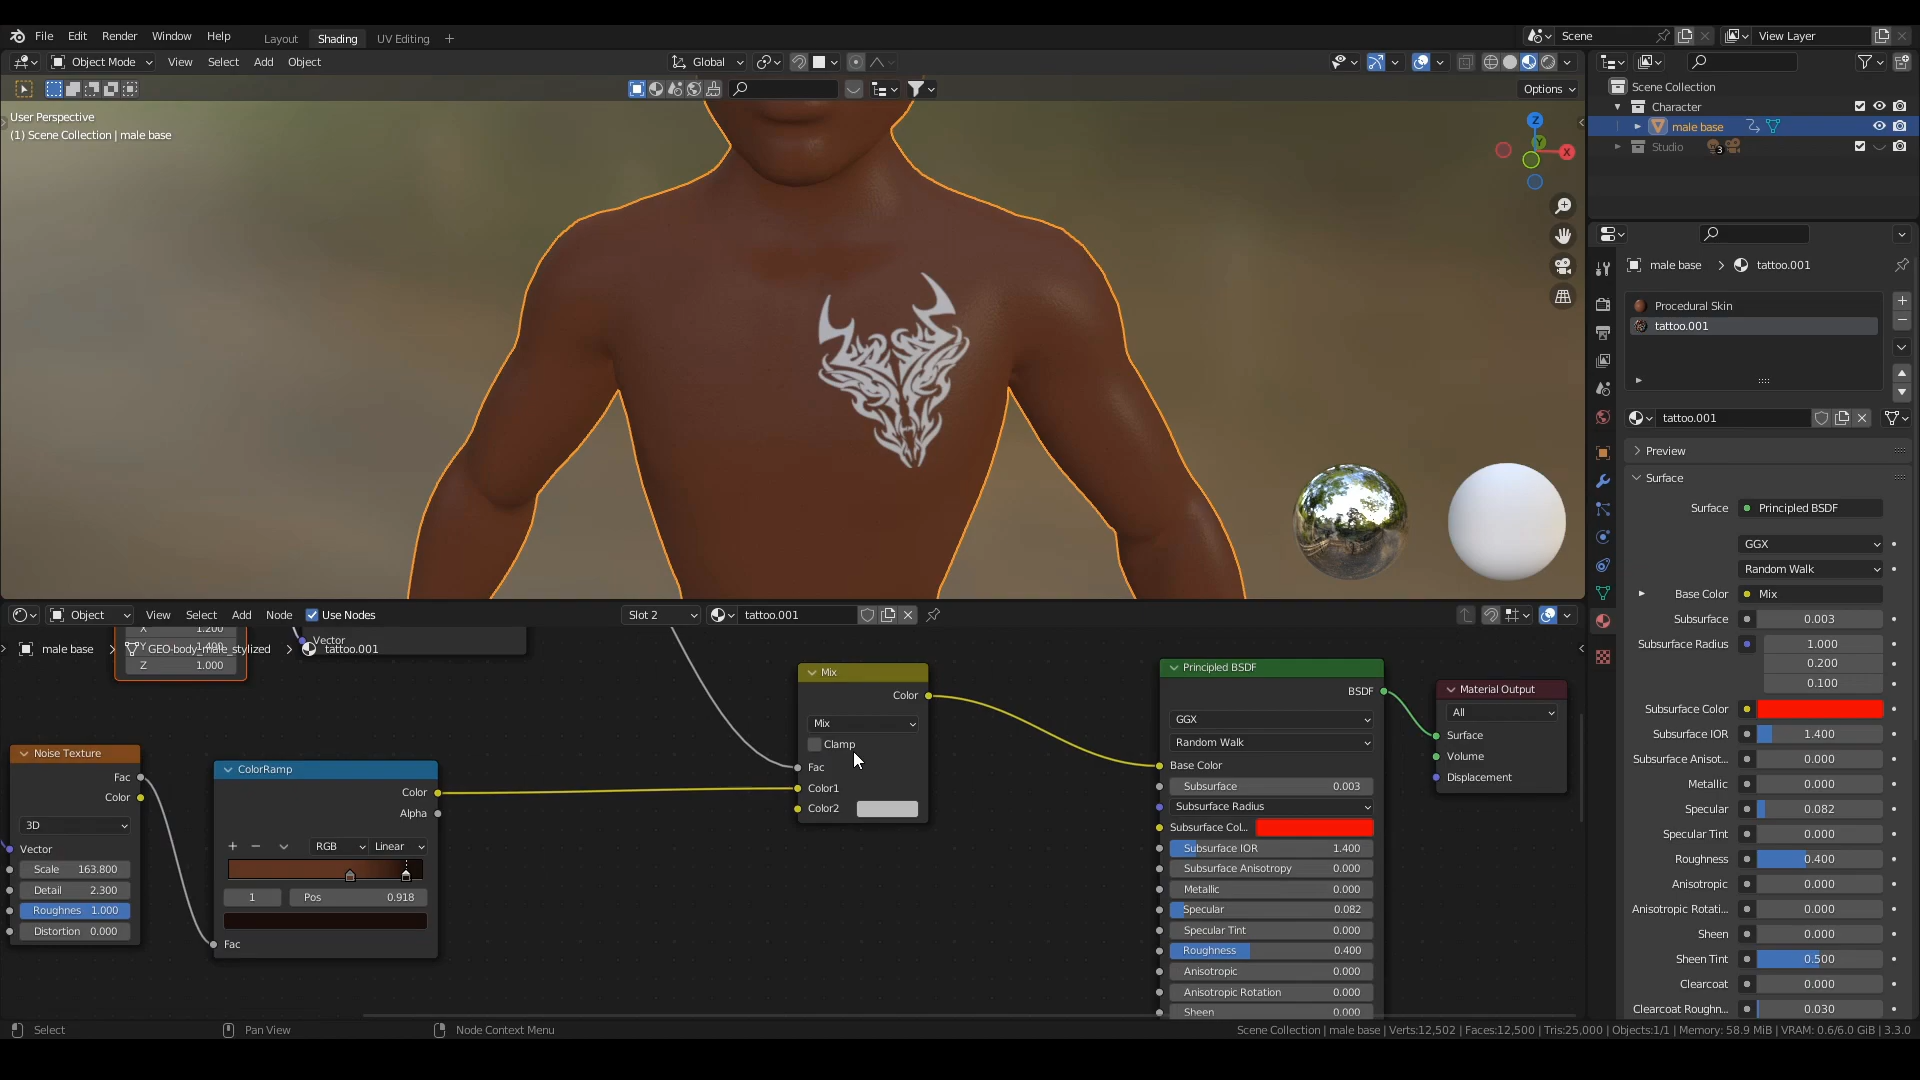 File Edit Render Window Help
Layout Shading UV Editing +
Scene
View Layer
Object Mode View Select Add Object
Global
Options
User Perspective
(1) Scene Collection | male base
Z
Y
X
Scene Collection
Character
male base
Studio
3
male base > tattoo.001
Procedural Skin
tattoo.001
tattoo.001
Preview
Surface
Surface Principled BSDF
GGX
Random Walk
Base Color Mix
Subsurface 0.003
Subsurface Radius 1.000
0.200
0.100
Subsurface Color
Subsurface IOR 1.400
Subsurface Anisot... 0.000
Metallic 0.000
Specular 0.082
Specular Tint 0.000
Roughness 0.400
Anisotropic 0.000
Anisotropic Rotati... 0.000
Sheen 0.000
Sheen Tint 0.500
Clearcoat 0.000
Clearcoat Roughn... 0.030
Object View Select Add Node Use Nodes
Slot 2
tattoo.001
X 1.200
Y 1.400
Z 1.000
Vector
male base > GEO-body_male_stylized > tattoo.001
Noise Texture
Fac
Color
3D
Vector
Scale 163.800
Detail 2.300
Roughnes 1.000
Distortion 0.000
ColorRamp
Color
Alpha
RGB Linear
1 Pos 0.918
Fac
Mix
Color
Mix
Clamp
Fac
Color1
Color2
Principled BSDF
BSDF
GGX
Random Walk
Base Color
Subsurface 0.003
Subsurface Radius
Subsurface Col...
Subsurface IOR 1.400
Subsurface Anisotropy 0.000
Metallic 0.000
Specular 0.082
Specular Tint 0.000
Roughness 0.400
Anisotropic 0.000
Anisotropic Rotation 0.000
Sheen 0.000
Material Output
All
Surface
Volume
Displacement
Select
Pan View
Node Context Menu
Scene Collection | male base | Verts:12,502 | Faces:12,500 | Tris:25,000 | Objects:1/1 | Memory: 58.9 MiB | VRAM: 0.6/6.0 GiB | 3.3.0